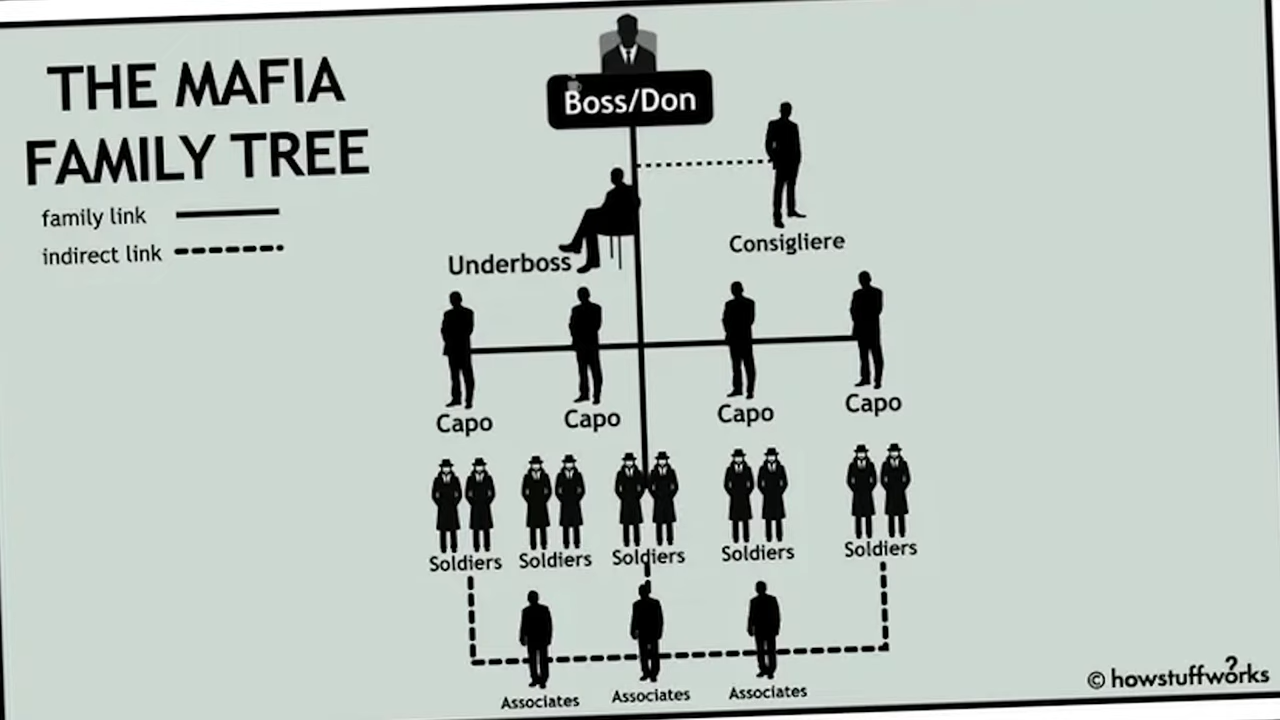 THE MAFIA
FAMILY TREE
family link
indirect link
Boss/Don
Consigliere
Underboss
Capo Capo Capo Capo
Soldiers Soldiers Soldiers Soldiers Soldiers
Associates Associates Associates
© howstuffworks
?